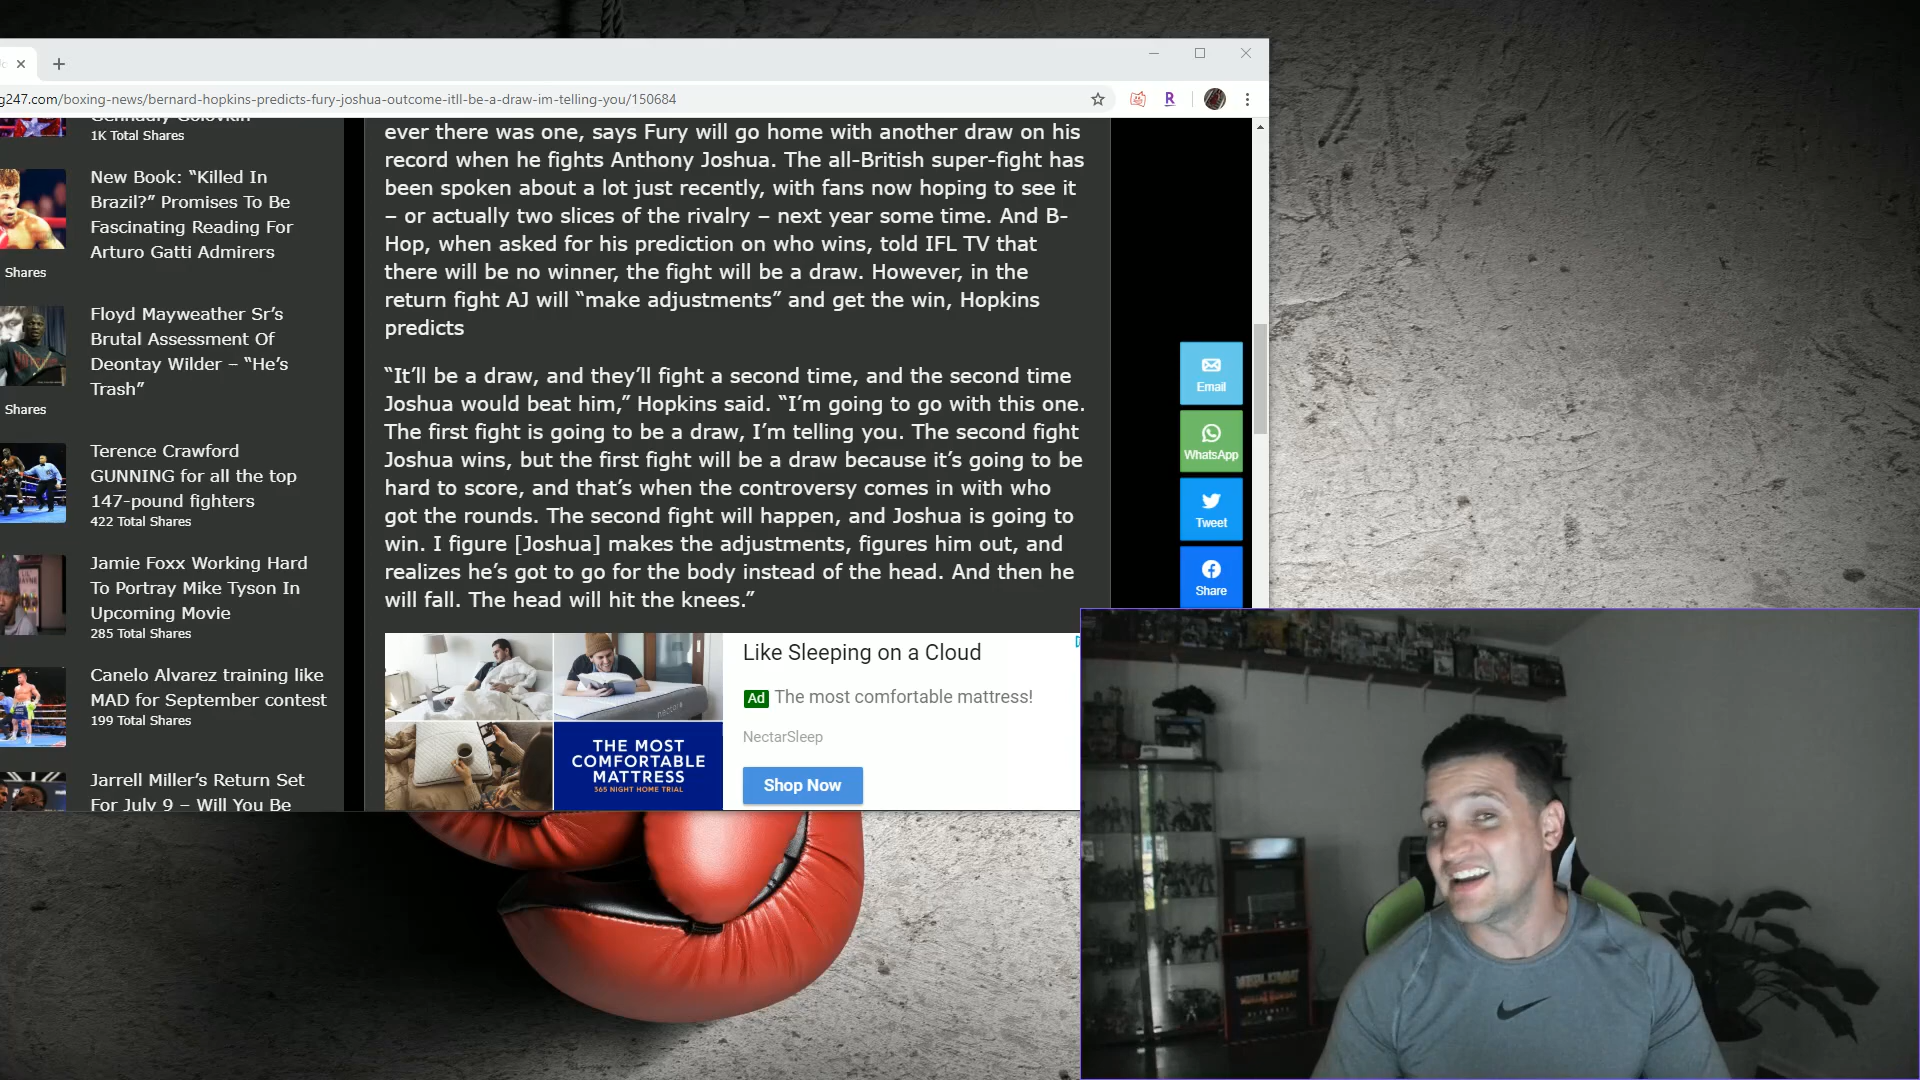 g247.com/boxing-news/bernard-hopkins-predicts-fury-joshua-outcome-itll-be-a-draw-im-telling-you/150684
Gennady Golovkin
1K Total Shares
New Book: “Killed In
Brazil?” Promises To Be
Fascinating Reading For
Arturo Gatti Admirers
Shares
Floyd Mayweather Sr’s
Brutal Assessment Of
Deontay Wilder – “He’s
Trash”
Shares
Terence Crawford
GUNNING for all the top
147-pound fighters
422 Total Shares
Jamie Foxx Working Hard
To Portray Mike Tyson In
Upcoming Movie
285 Total Shares
Canelo Alvarez training like
MAD for September contest
199 Total Shares
Jarrell Miller’s Return Set
For July 9 – Will You Be
ever there was one, says Fury will go home with another draw on his
record when he fights Anthony Joshua. The all-British super-fight has
been spoken about a lot just recently, with fans now hoping to see it
– or actually two slices of the rivalry – next year some time. And B-
Hop, when asked for his prediction on who wins, told IFL TV that
there will be no winner, the fight will be a draw. However, in the
return fight AJ will “make adjustments” and get the win, Hopkins
predicts
“It’ll be a draw, and they’ll fight a second time, and the second time
Joshua would beat him,” Hopkins said. “I’m going to go with this one.
The first fight is going to be a draw, I’m telling you. The second fight
Joshua wins, but the first fight will be a draw because it’s going to be
hard to score, and that’s when the controversy comes in with who
got the rounds. The second fight will happen, and Joshua is going to
win. I figure [Joshua] makes the adjustments, figures him out, and
realizes he’s got to go for the body instead of the head. And then he
will fall. The head will hit the knees.”
Email
WhatsApp
Tweet
Share
nectar
THE MOST
COMFORTABLE
MATTRESS
365 NIGHT HOME TRIAL
Like Sleeping on a Cloud
Ad The most comfortable mattress!
NectarSleep
Shop Now
MORTAL KOMBAT